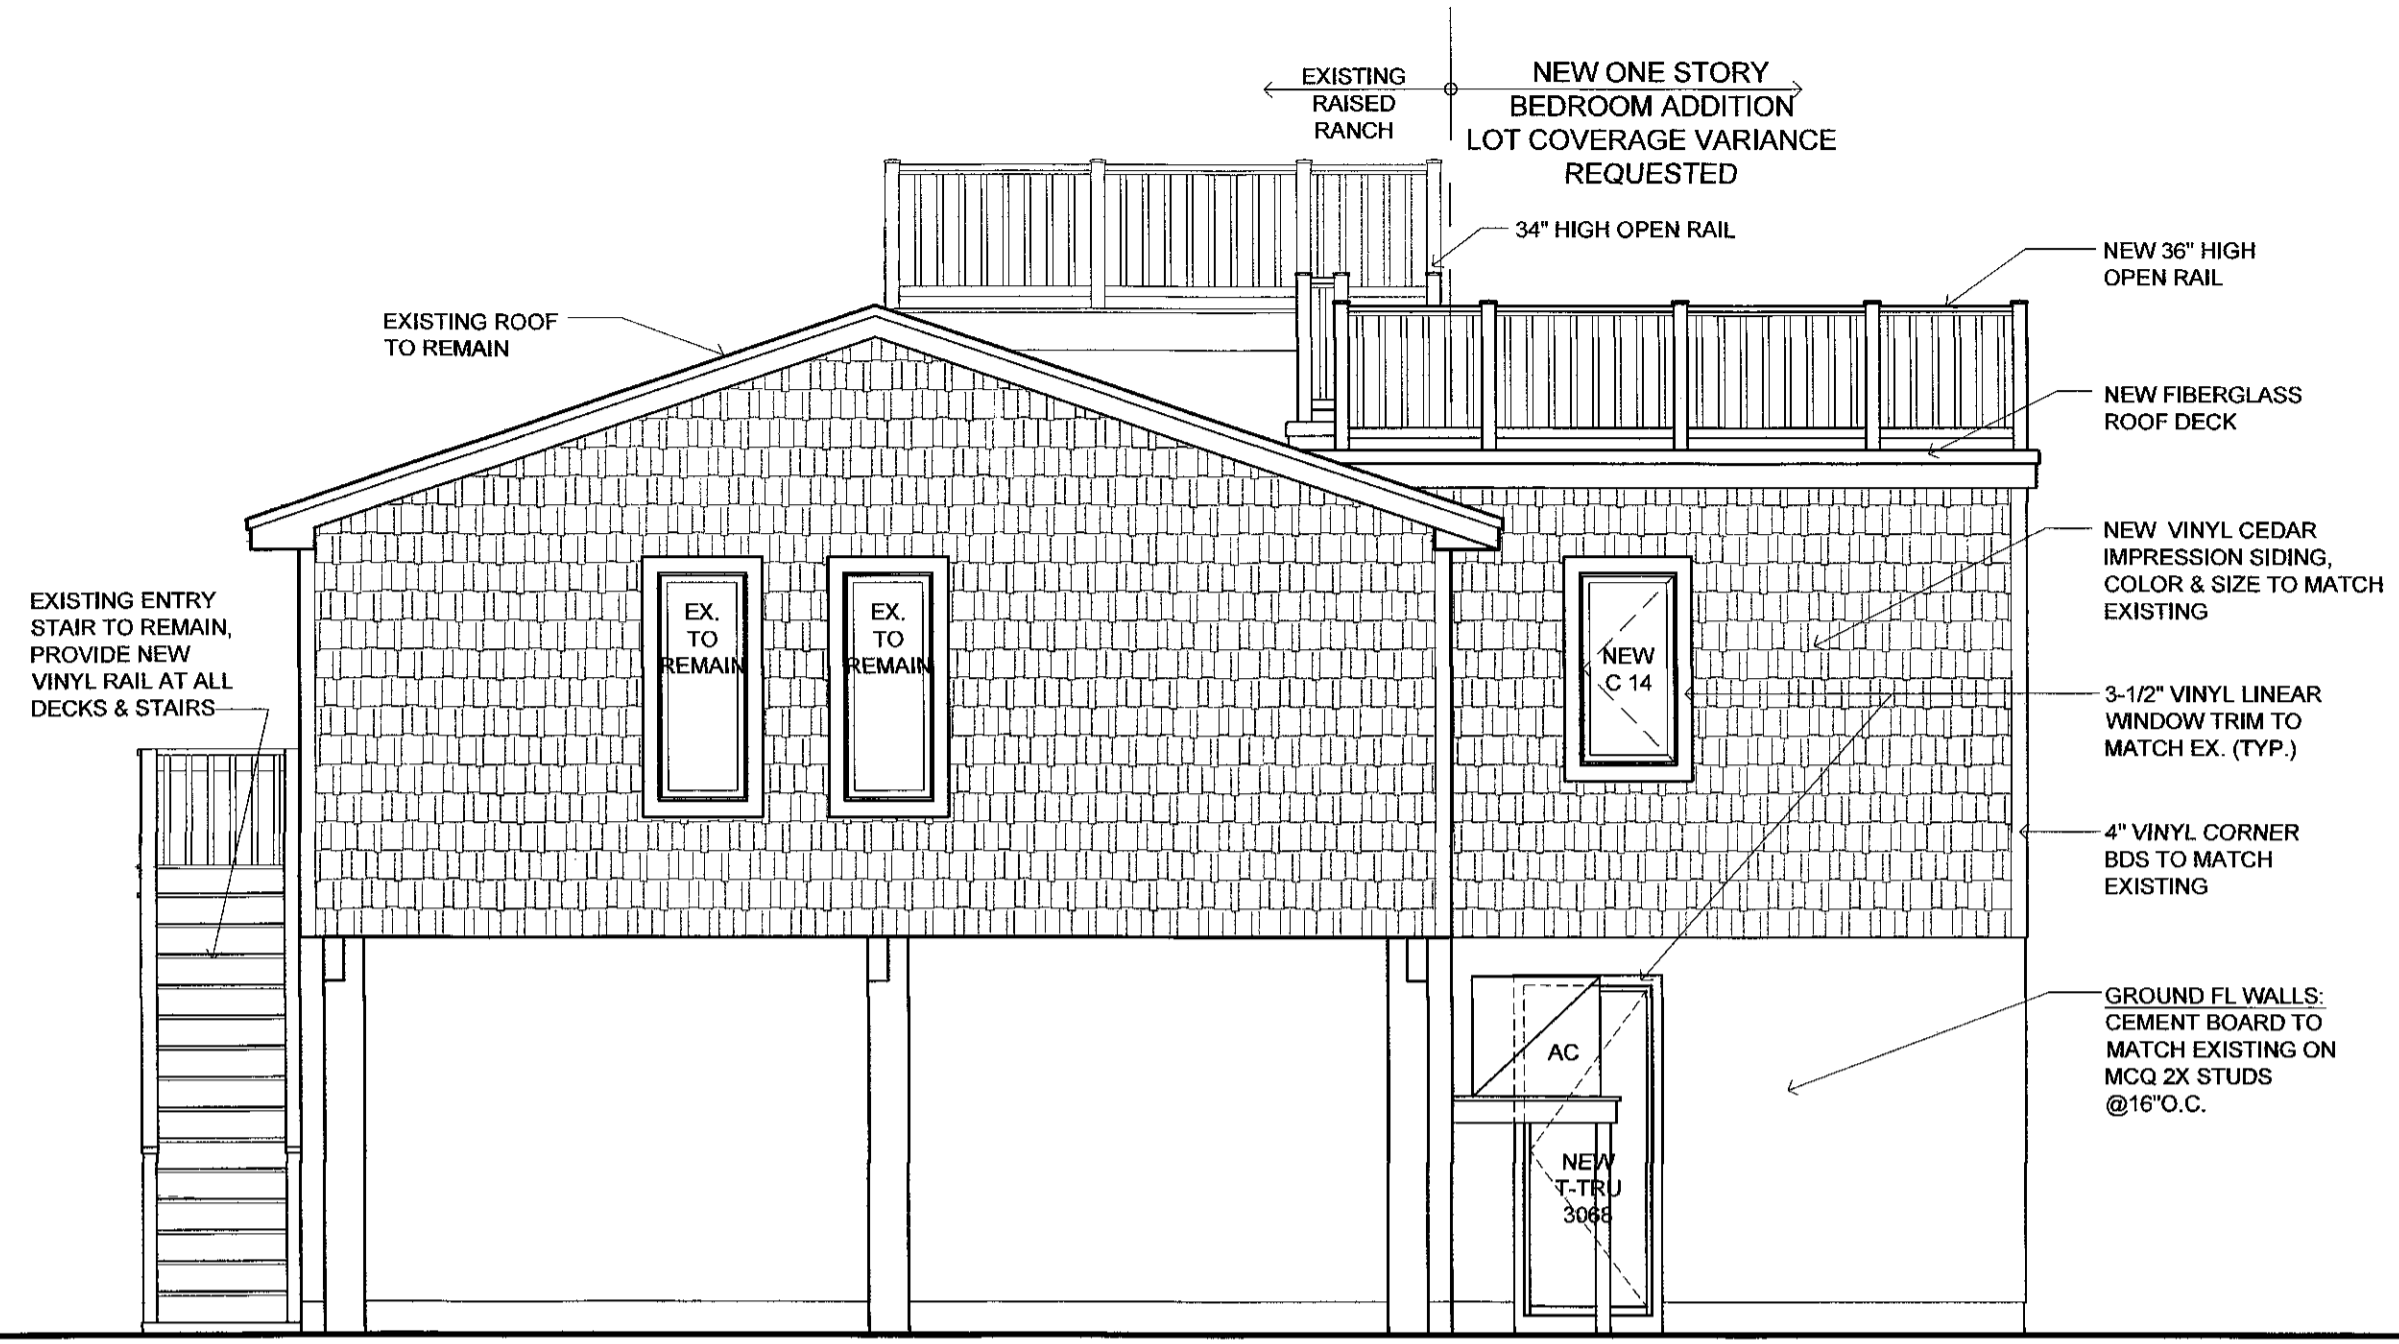 EXISTING
RAISED
RANCH
NEW ONE STORY
BEDROOM ADDITION
LOT COVERAGE VARIANCE
REQUESTED
34" HIGH OPEN RAIL
NEW 36" HIGH
OPEN RAIL
EXISTING ROOF
TO REMAIN
NEW FIBERGLASS
ROOF DECK
NEW VINYL CEDAR
IMPRESSION SIDING,
COLOR & SIZE TO MATCH
EXISTING
EXISTING ENTRY
STAIR TO REMAIN,
PROVIDE NEW
VINYL RAIL AT ALL
DECKS & STAIRS
EX.
TO
REMAIN
EX.
TO
REMAIN
NEW
C 14
3-1/2" VINYL LINEAR
WINDOW TRIM TO
MATCH EX. (TYP.)
4" VINYL CORNER
BDS TO MATCH
EXISTING
GROUND FL WALLS:
CEMENT BOARD TO
MATCH EXISTING ON
MCQ 2X STUDS
@16"O.C.
AC
NEW
T-TRU
3068